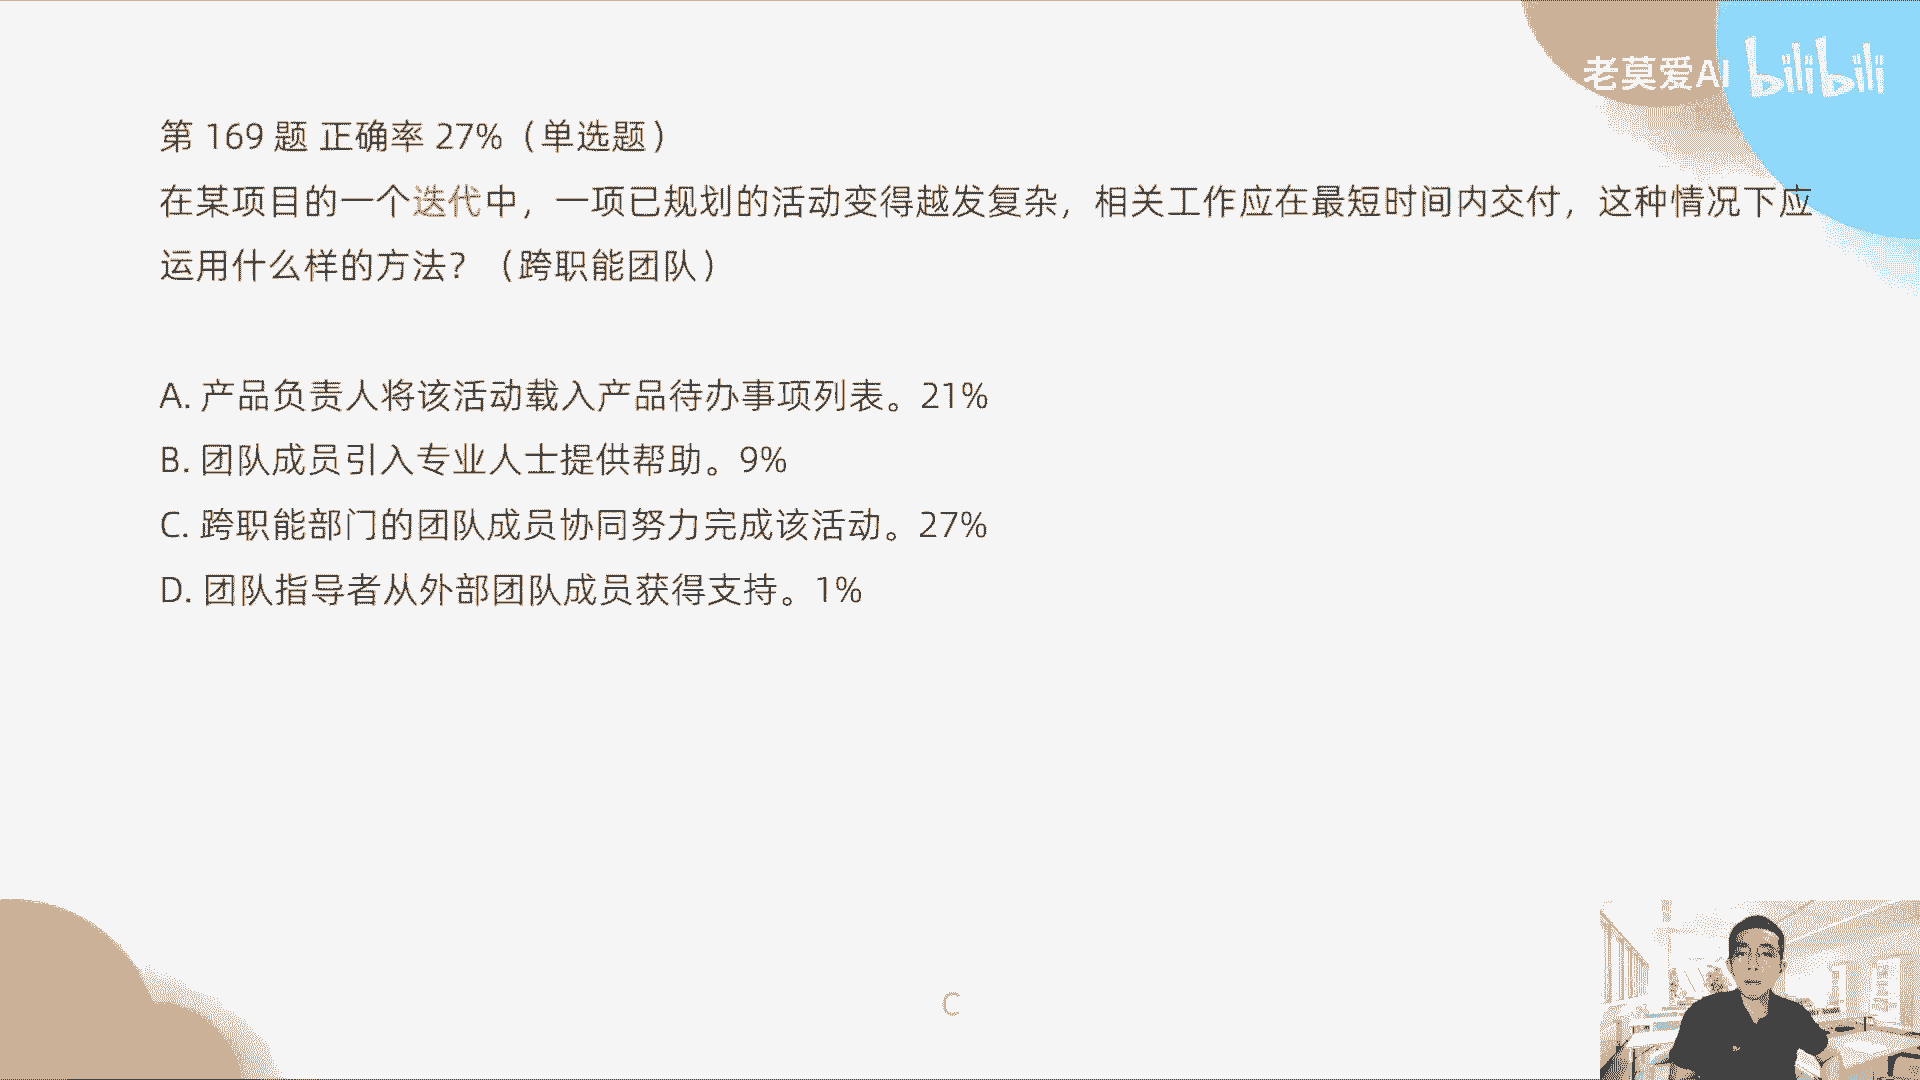 老莫爱AI bilibili
第 169 题 正确率 27%（单选题）
在某项目的一个迭代中，一项已规划的活动变得越发复杂，相关工作应在最短时间内交付，这种情况下应
运用什么样的方法？（跨职能团队）
A. 产品负责人将该活动载入产品待办事项列表。21%
B. 团队成员引入专业人士提供帮助。9%
C. 跨职能部门的团队成员协同努力完成该活动。27%
D. 团队指导者从外部团队成员获得支持。1%
C